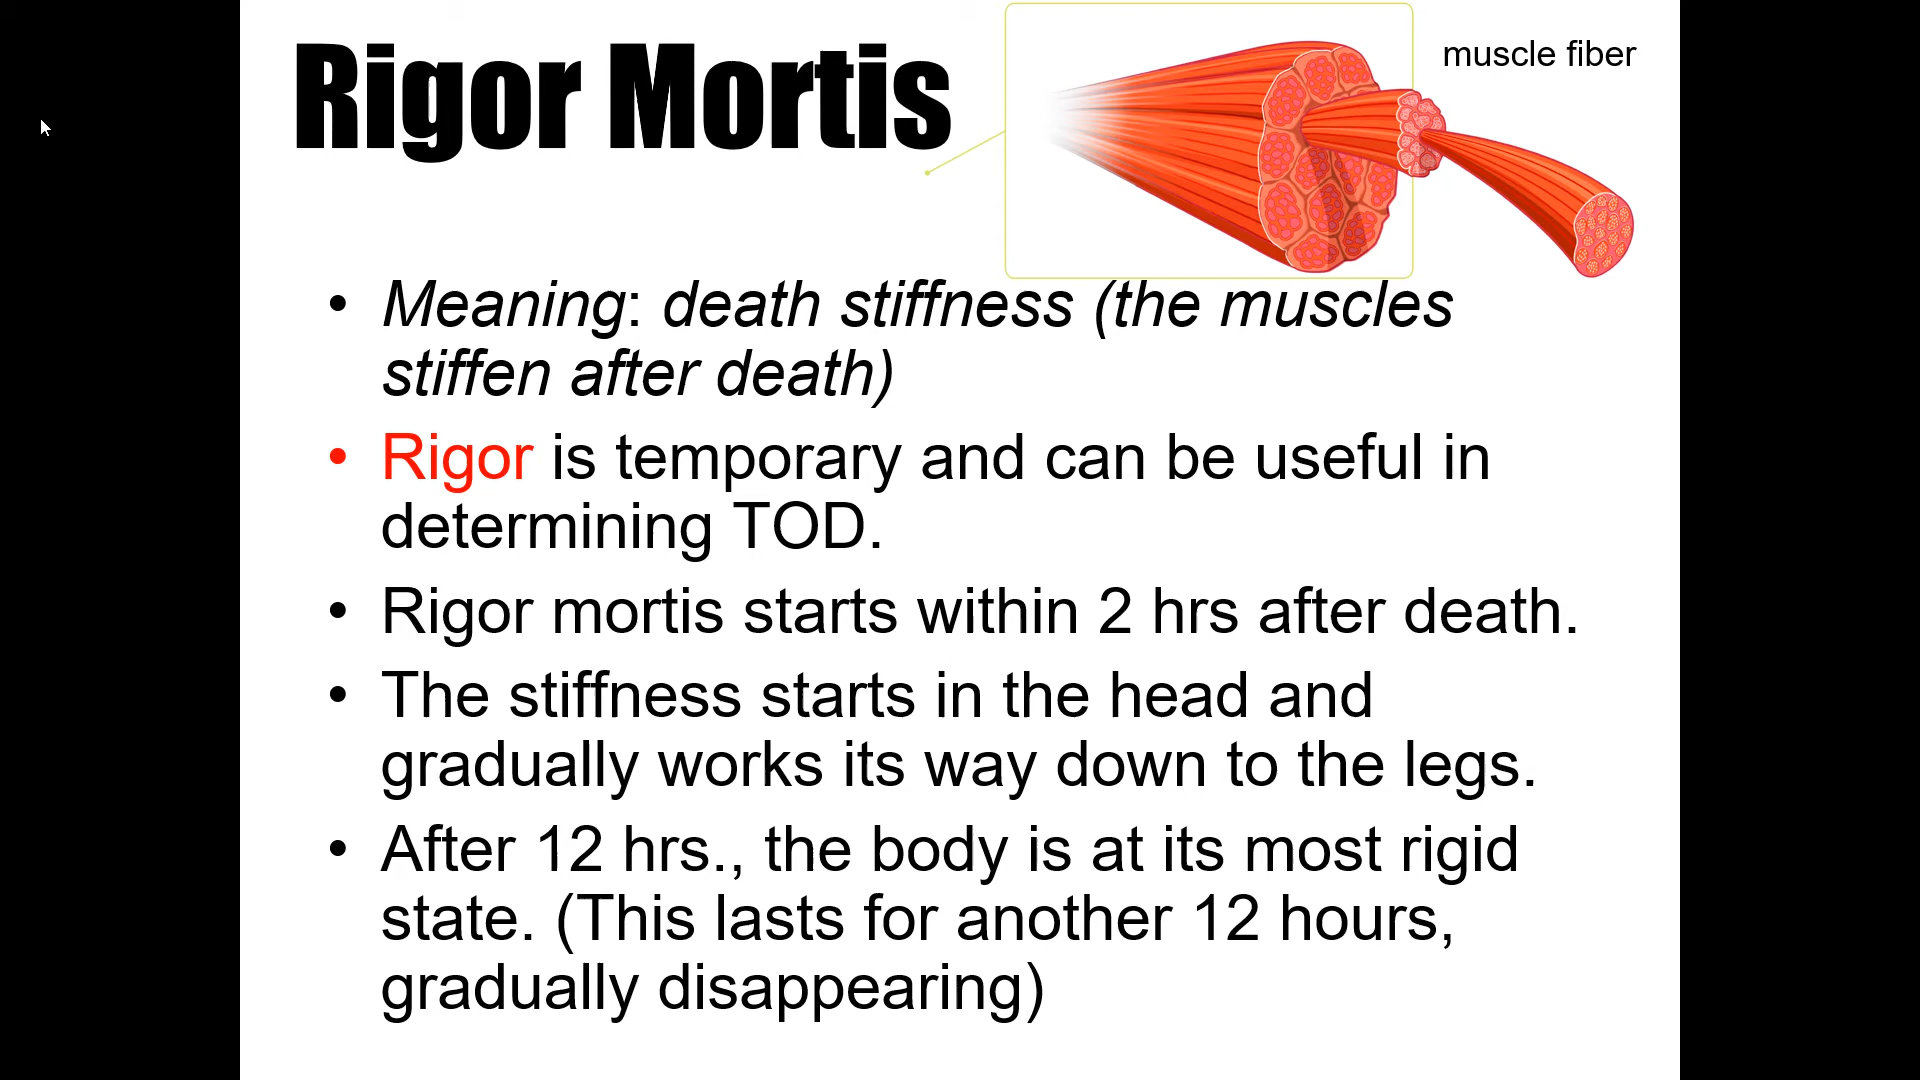 Rigor Mortis
muscle fiber
• Meaning: death stiffness (the muscles
stiffen after death)
• Rigor is temporary and can be useful in
determining TOD.
• Rigor mortis starts within 2 hrs after death.
• The stiffness starts in the head and
gradually works its way down to the legs.
• After 12 hrs., the body is at its most rigid
state. (This lasts for another 12 hours,
gradually disappearing)